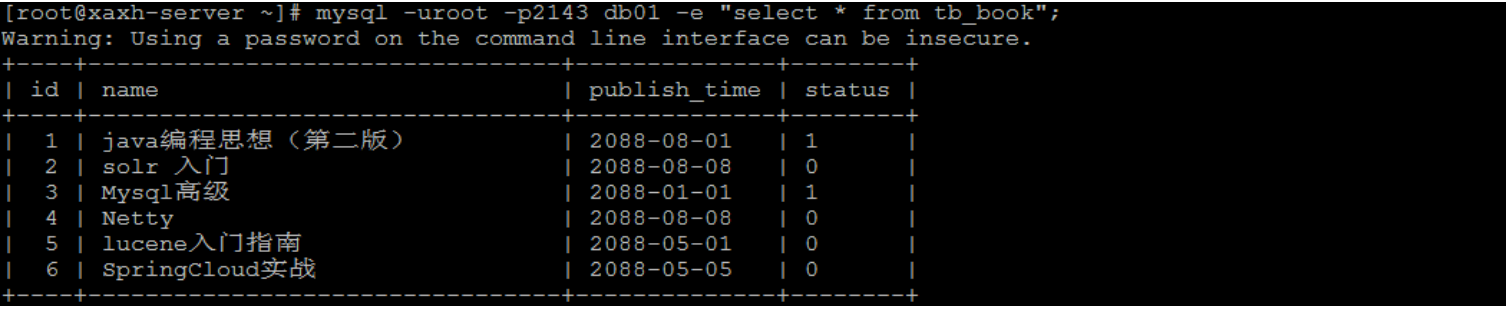 [root@xaxh-server ~]# mysql -uroot -p2143 db01 -e "select * from tb_book";
Warning: Using a password on the command line interface can be insecure.
+----+---------------------------------+--------------+--------+
| id | name                            | publish_time | status |
+----+---------------------------------+--------------+--------+
|  1 | java编程思想（第二版）          | 2088-08-01   | 1      |
|  2 | solr 入门                       | 2088-08-08   | 0      |
|  3 | Mysql高级                       | 2088-01-01   | 1      |
|  4 | Netty                           | 2088-08-08   | 0      |
|  5 | lucene入门指南                  | 2088-05-01   | 0      |
|  6 | SpringCloud实战                 | 2088-05-05   | 0      |
+----+---------------------------------+--------------+--------+